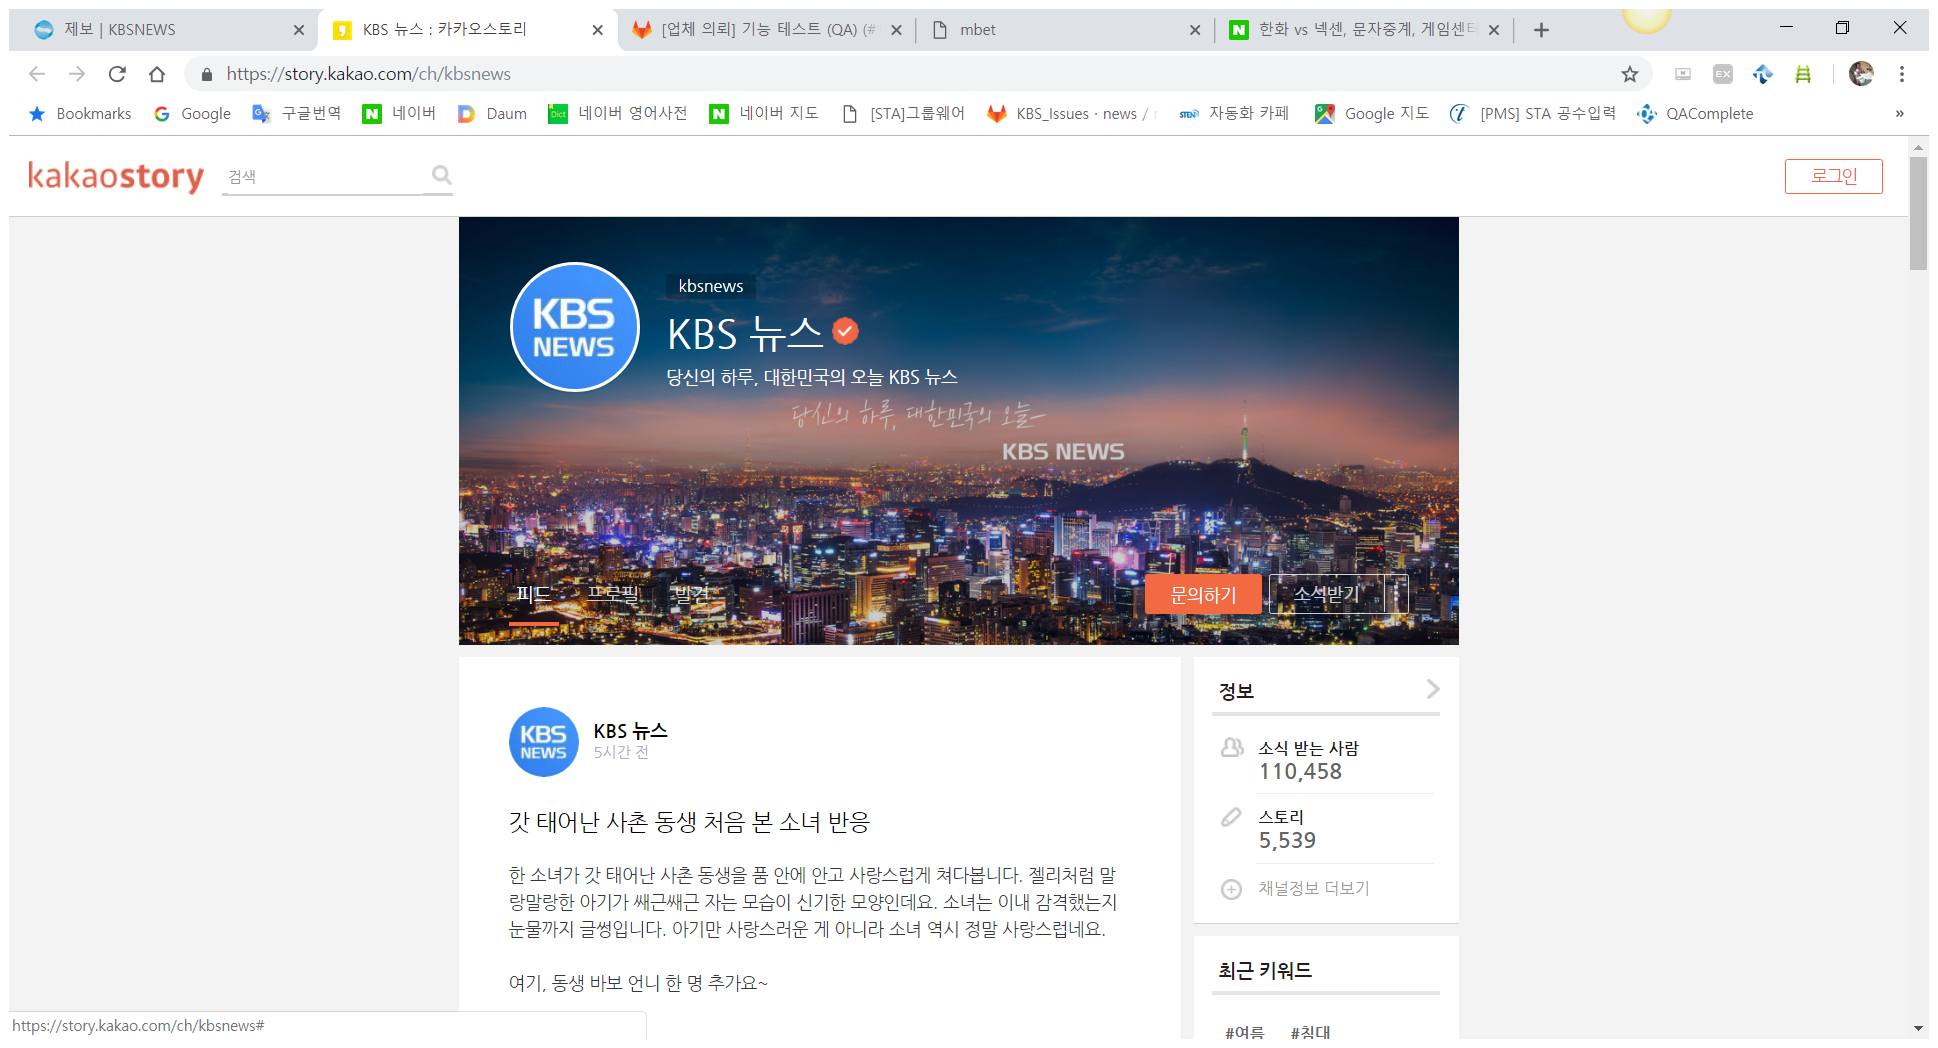 제보 | KBSNEWS
KBS 뉴스 : 카카오스토리
[업체 의뢰] 기능 테스트 (QA) (#
mbet
한화 vs 넥센, 문자중계, 게임센터
https://story.kakao.com/ch/kbsnews
EX
Bookmarks
Google
구글번역
네이버
Daum
Dict
네이버 영어사전
네이버 지도
[STA]그룹웨어
KBS_Issues · news /
STEN
자동화 카페
Google 지도
[PMS] STA 공수입력
QAComplete
»
kakaostory
검색
로그인
KBS
NEWS
kbsnews
KBS 뉴스
당신의 하루, 대한민국의 오늘 KBS 뉴스
당신의 하루, 대한민국의 오늘
KBS NEWS
피드
프로필
발견
문의하기
소식받기
KBS
NEWS
KBS 뉴스
5시간 전
갓 태어난 사촌 동생 처음 본 소녀 반응
한 소녀가 갓 태어난 사촌 동생을 품 안에 안고 사랑스럽게 쳐다봅니다. 젤리처럼 말
랑말랑한 아기가 쌔근쌔근 자는 모습이 신기한 모양인데요. 소녀는 이내 감격했는지
눈물까지 글썽입니다. 아기만 사랑스러운 게 아니라 소녀 역시 정말 사랑스럽네요.
여기, 동생 바보 언니 한 명 추가요~
정보
소식 받는 사람
110,458
스토리
5,539
채널정보 더보기
최근 키워드
#여름 #침대
https://story.kakao.com/ch/kbsnews#